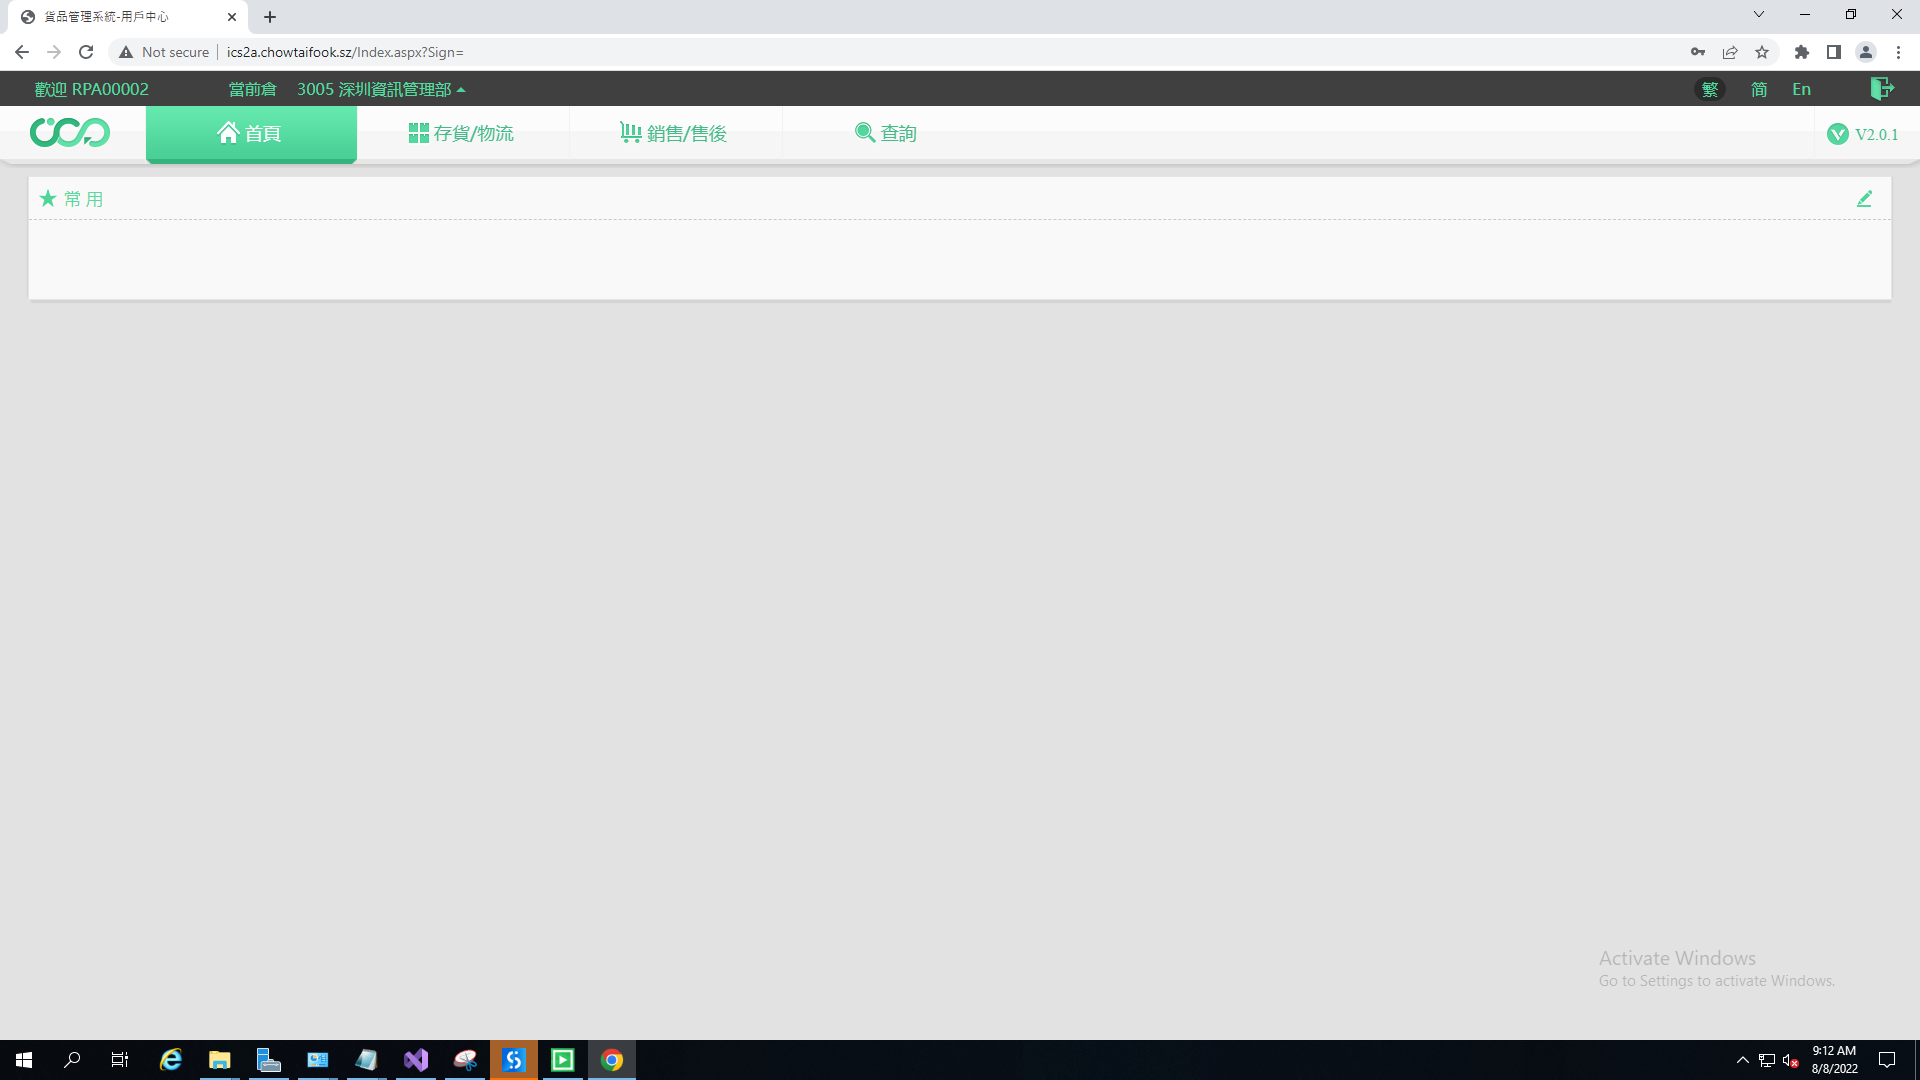 貨品管理系統-用戶中心
Not secure
ics2a.chowtaifook.sz/Index.aspx?Sign=
歡迎 RPA00002
當前倉
3005 深圳資訊管理部
繁
简
En
首頁
存貨/物流
銷售/售後
查詢
V2.0.1
常 用
Activate Windows
Go to Settings to activate Windows.
9:12 AM
8/8/2022